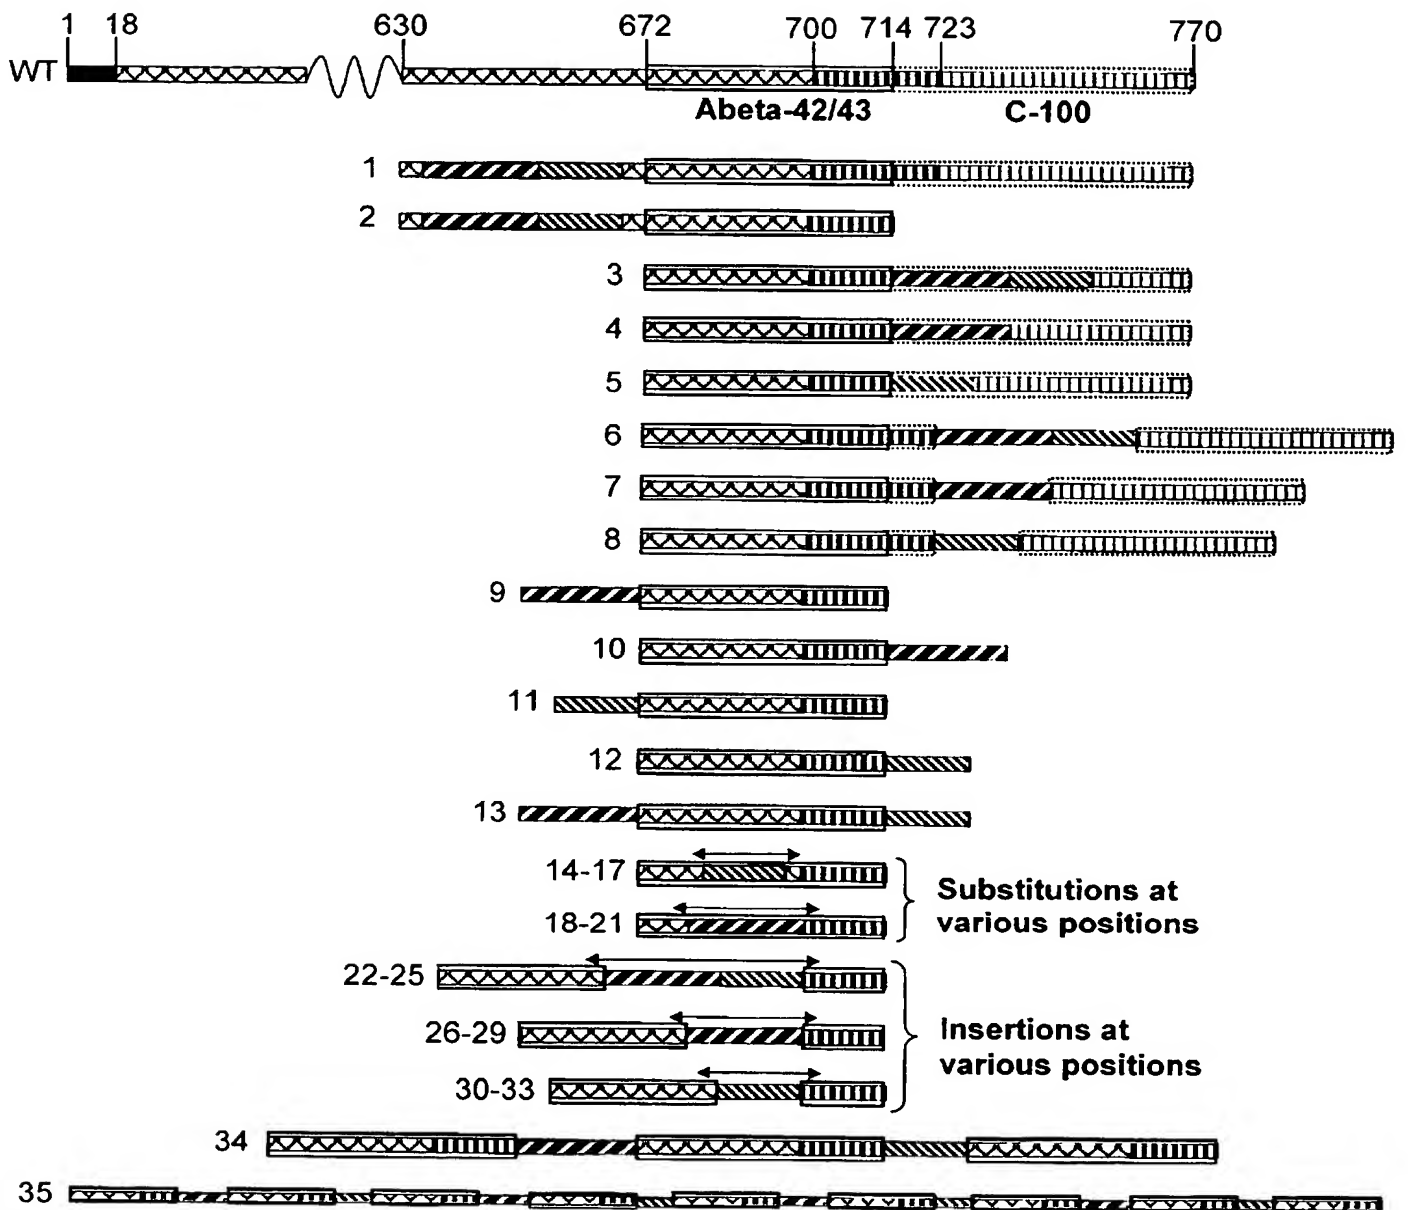 1 18 630 672 700 714 723 770
WT
Abeta-42/43 C-100
1
2
3
4
5
6
7
8
9
10
11
12
13
14-17
Substitutions at
various positions
18-21
22-25
26-29
Insertions at
various positions
30-33
34
35